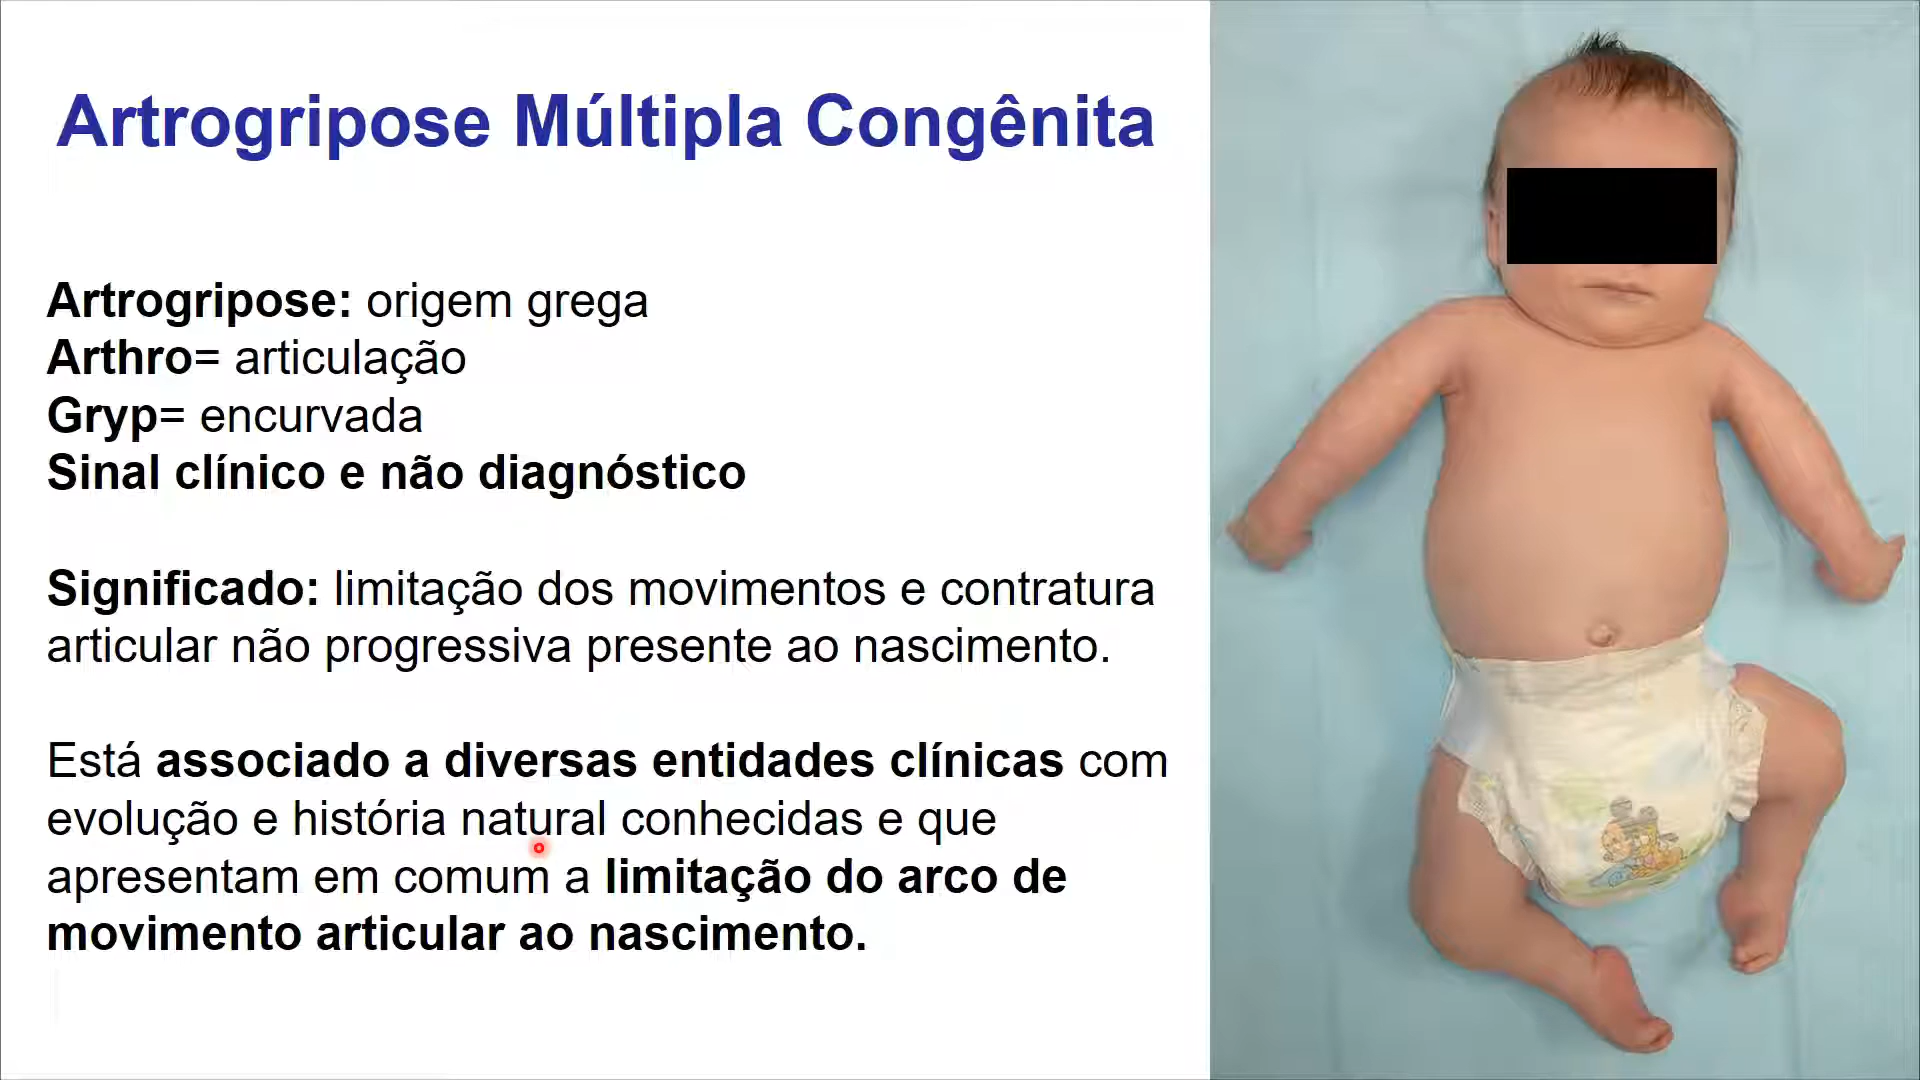 Artrogripose Múltipla Congênita
Artrogripose: origem grega
Arthro= articulação
Gryp= encurvada
Sinal clínico e não diagnóstico
Significado: limitação dos movimentos e contratura
articular não progressiva presente ao nascimento.
Está associado a diversas entidades clínicas com
evolução e história natural conhecidas e que
apresentam em comum a limitação do arco de
movimento articular ao nascimento.